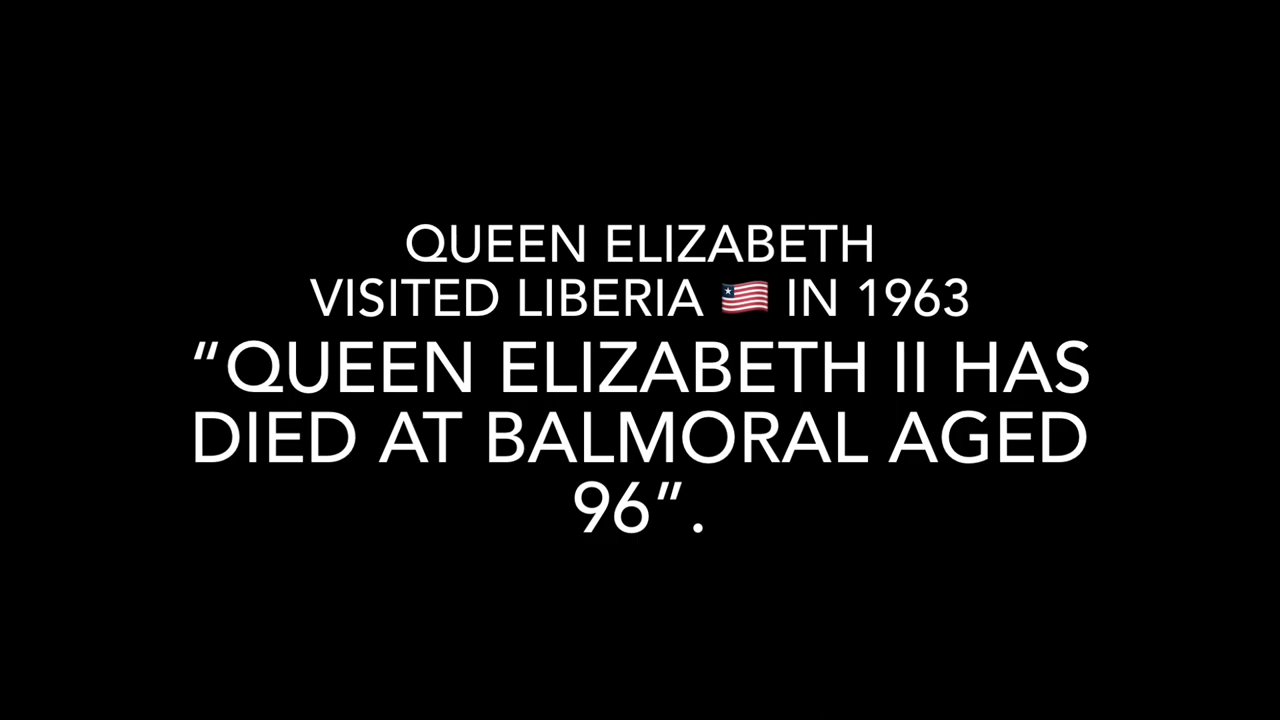 QUEEN ELIZABETH
VISITED LIBERIA 🇱🇷 IN 1963
“QUEEN ELIZABETH II HAS
DIED AT BALMORAL AGED
96”.